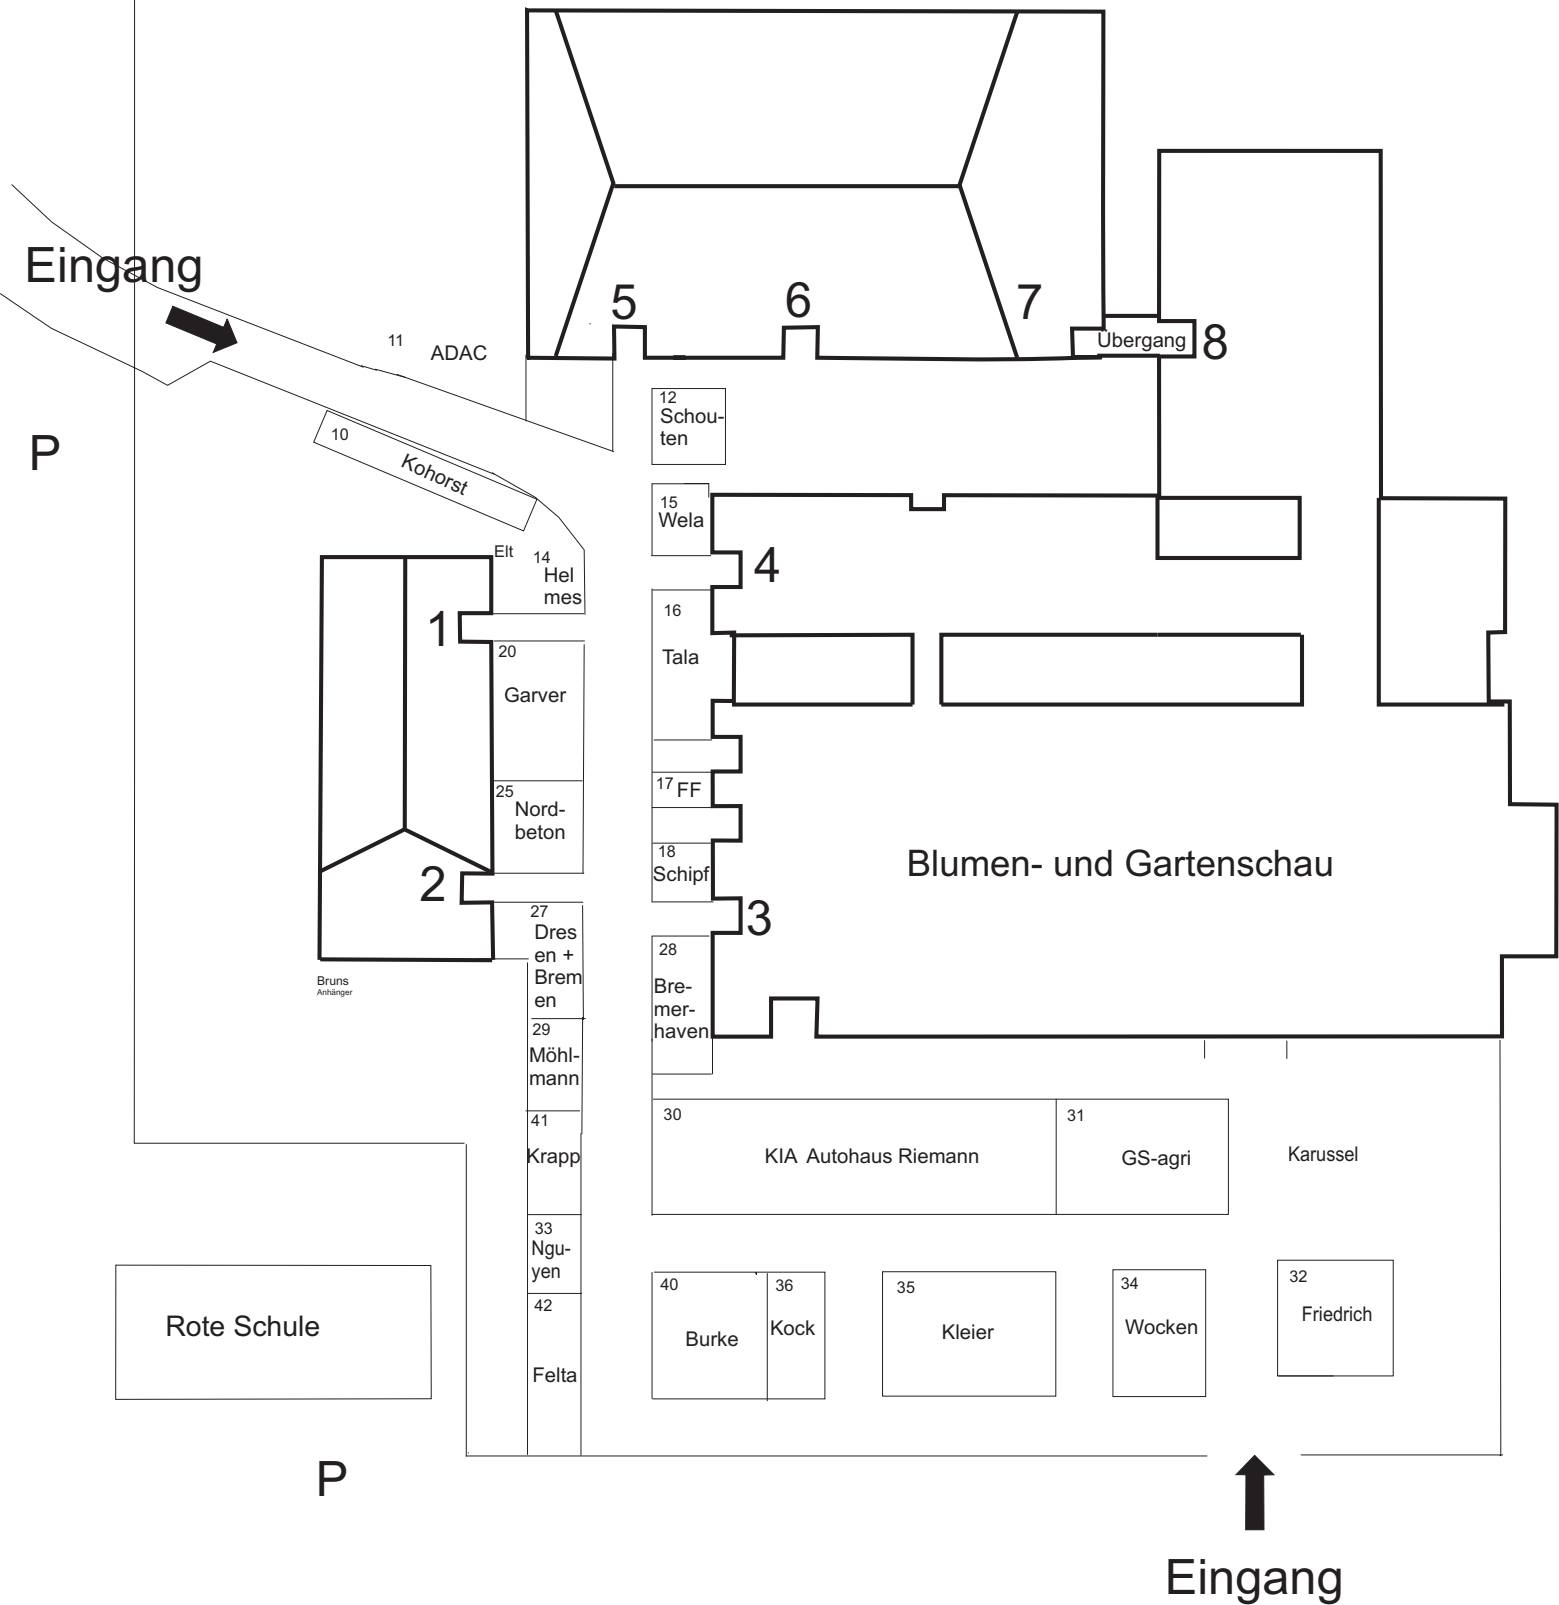 Eingang
5
6
7
Übergang
8
11
ADAC
12
Schou-
ten
10
Kohorst
P
15
Wela
4
Elt
14
Hel
mes
1
16
Tala
20
Garver
17 FF
25
Nord-
beton
18
Schipf
Blumen- und Gartenschau
2
3
27
Dres
en +
Brem
en
28
Bre-
mer-
haven
Bruns
Anhänger
29
Möhl-
mann
41
Krapp
30
KIA Autohaus Riemann
31
GS-agri
Karussel
33
Ngu-
yen
42
Felta
Rote Schule
40
Burke
36
Kock
35
Kleier
34
Wocken
32
Friedrich
P
Eingang